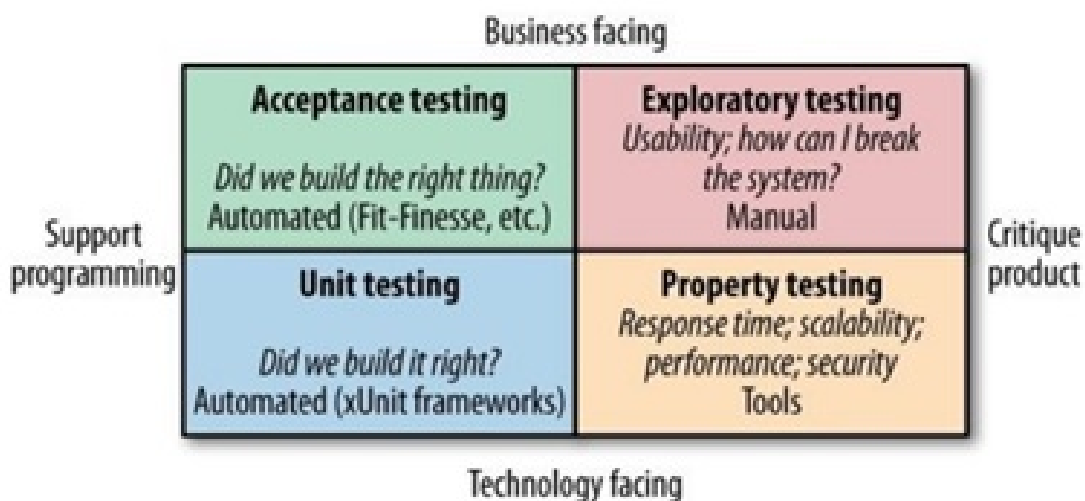 Business facing
Acceptance testing
Did we build the right thing?
Automated (Fit-Finesse, etc.)
Exploratory testing
Usability; how can I break
the system?
Manual
Support
programming
Critique
product
Unit testing
Did we build it right?
Automated (xUnit frameworks)
Property testing
Response time; scalability;
performance; security
Tools
Technology facing